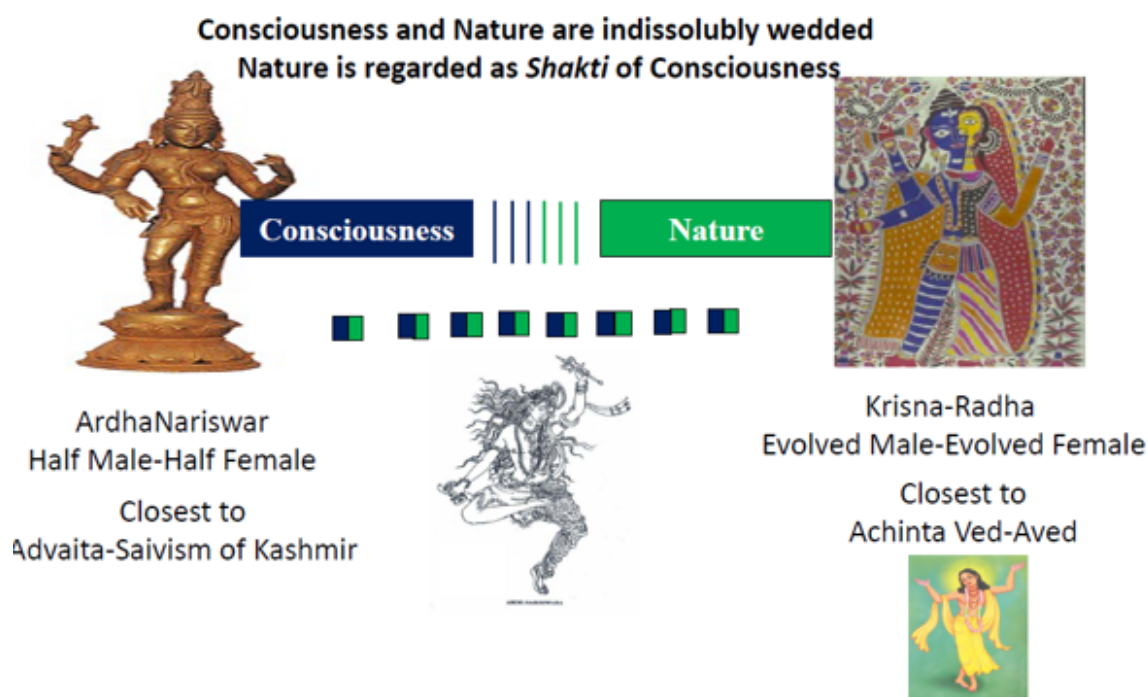 Consciousness and Nature are indissolubly wedded
Nature is regarded as Shakti of Consciousness
Consciousness
Nature
ArdhaNariswar
Half Male-Half Female
Closest to
Advaita-Saivism of Kashmir
Krisna-Radha
Evolved Male-Evolved Female
Closest to
Achinta Ved-Aved